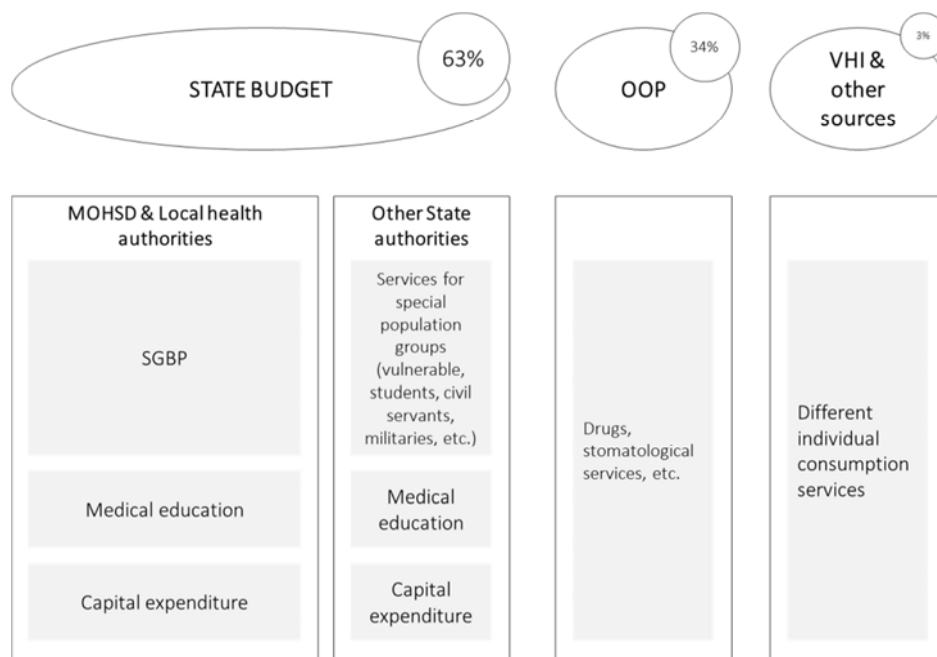 63%
STATE BUDGET
34%
OOP
3%
VHI &
other
sources
MOHSD & Local health
authorities
SGBP
Medical education
Capital expenditure
Other State
authorities
Services for
special
population
groups
(vulnerable,
students, civil
servants,
militaries, etc.)
Medical
education
Capital
expenditure
Drugs,
stomatological
services, etc.
Different
individual
consumption
services